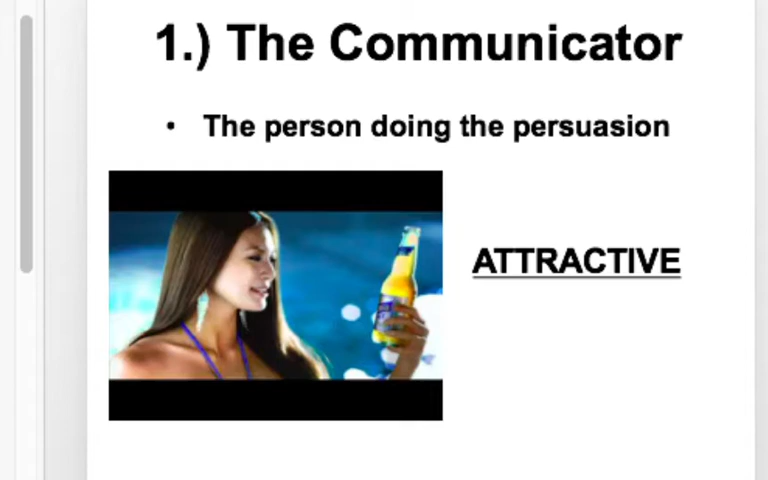 1.) The Communicator
• The person doing the persuasion
ATTRACTIVE